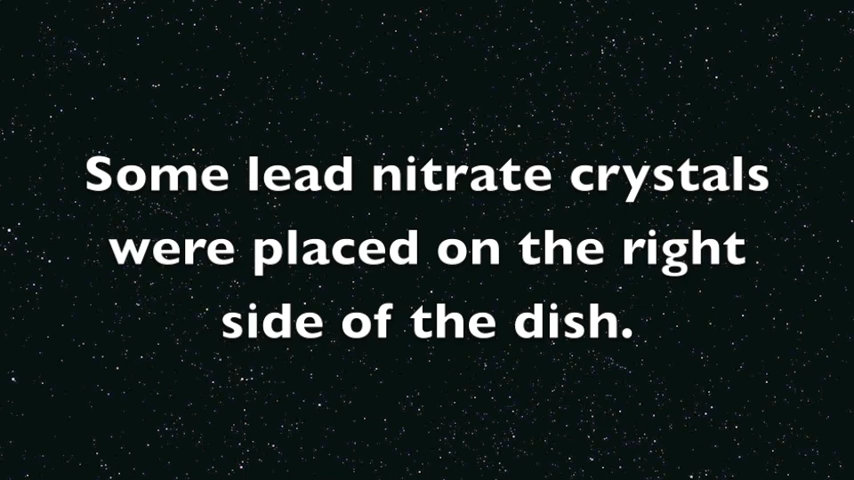 Some lead nitrate crystals
were placed on the right
side of the dish.